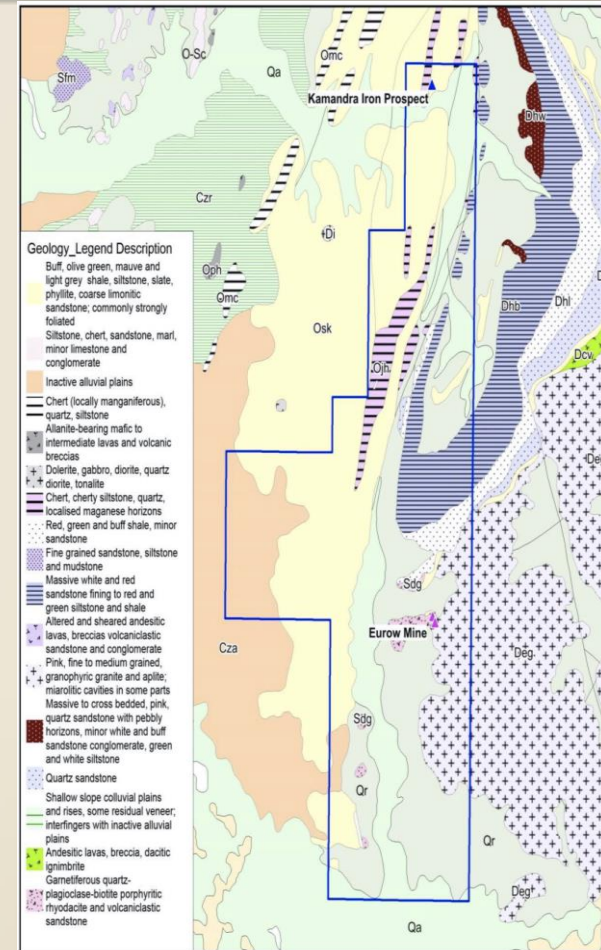 O-Sc
Omc
Qa
Sfm
Kamandra Iron Prospect
Dhw
Czr
Di
Oph
Omc
Dhb
Dhl
Osk
Dcv
Ojh
De
Sdg
Eurow Mine
Cza
Deg
Sdg
Qr
Qr
Deg
Qa
Geology_Legend Description
Buff, olive green, mauve and
light grey shale, siltstone, slate,
phyllite, coarse limonitic
sandstone; commonly strongly
foliated
Siltstone, chert, sandstone, marl,
minor limestone and
conglomerate
Inactive alluvial plains
Chert (locally manganiferous),
quartz, siltstone
Allanite-bearing mafic to
intermediate lavas and volcanic
breccias
Dolerite, gabbro, diorite, quartz
diorite, tonalite
Chert, cherty siltstone, quartz,
localised maganese horizons
Red, green and buff shale, minor
sandstone
Fine grained sandstone, siltstone
and mudstone
Massive white and red
sandstone fining to red and
green siltstone and shale
Altered and sheared andesitic
lavas, breccias volcaniclastic
sandstone and conglomerate
Pink, fine to medium grained,
granophyric granite and aplite;
miarolitic cavities in some parts
Massive to cross bedded, pink,
quartz sandstone with pebbly
horizons, minor white and buff
sandstone conglomerate, green
and white siltstone
Quartz sandstone
Shallow slope colluvial plains
and rises, some residual veneer;
interfingers with inactive alluvial
plains
Andesitic lavas, breccia, dacitic
ignimbrite
Garnetiferous quartz-
plagioclase-biotite porphyritic
rhyodacite and volcaniclastic
sandstone